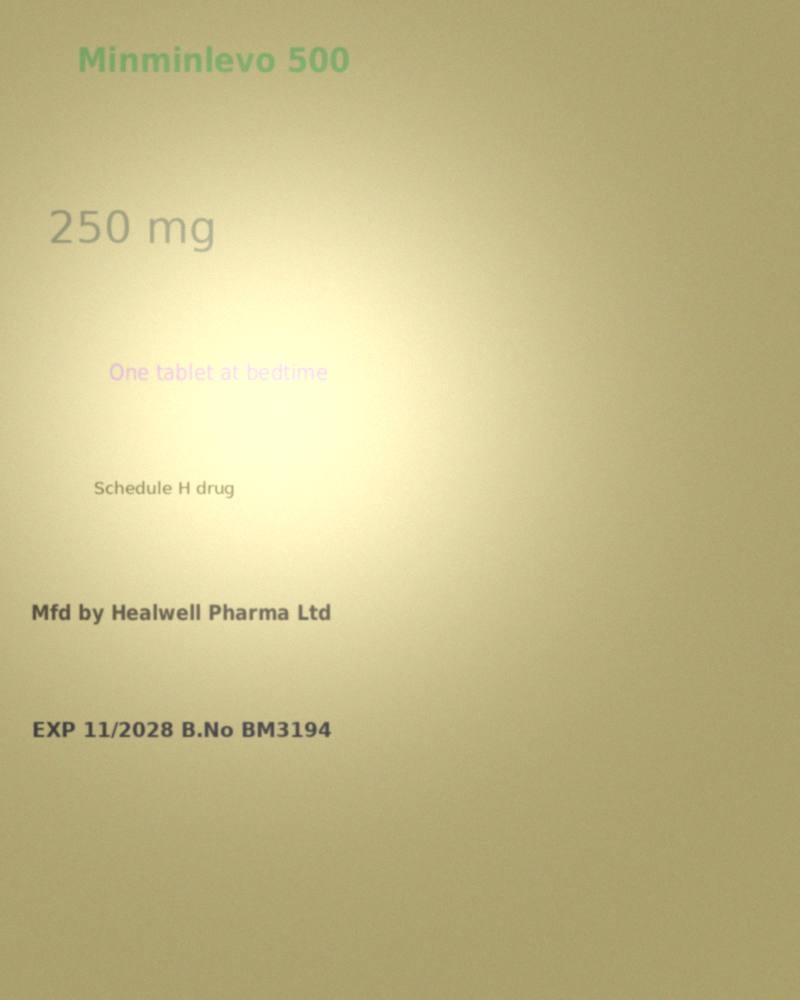 Minminlevo 500
250 mg
One tablet at bedtime
Schedule H drug
Mfd by Healwell Pharma Ltd
EXP 11/2028 B.No BM3194